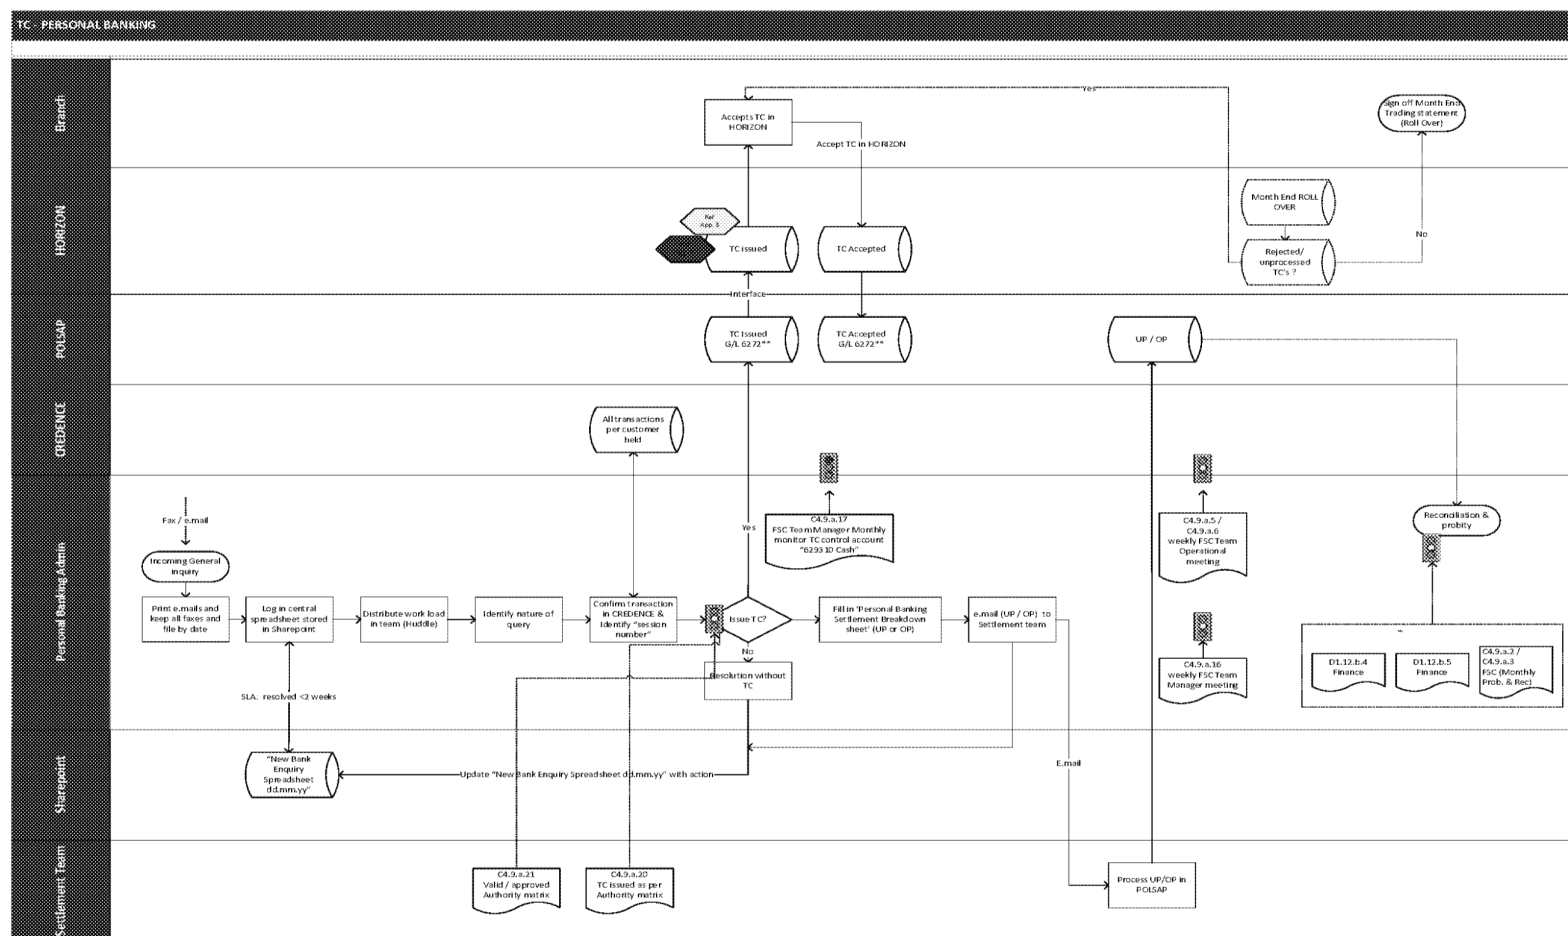 TC - PERSONAL BANKING
Branch
Accepts TC in
HORIZON
Yes
Accept TC in HORIZON
Sign off Month End
Trading statement
(Roll Over)
HORIZON
Ref
App. 5
TC issued
TC Accepted
Month End ROLL
OVER
Rejected/
unprocessed
TC's ?
No
Interface
POLSAP
TC Issued
G/L 6272**
TC Accepted
G/L 6272**
UP / OP
CREDENCE
All transactions
per customer
held
Personal Banking Admin
Fax / e.mail
Incoming General
inquiry
Print e.mails and
keep all faxes and
file by date
Log in central
spreadsheet stored
in Sharepoint
Distribute work load
in team (Huddle)
Identify nature of
query
Confirm transaction
in CREDENCE &
Identify "session
number"
Issue TC?
Yes
No
Resolution without
TC
C4.9.a.17
FSC Team Manager Monthly
monitor TC control account
"629310 Cash"
Fill in 'Personal Banking
Settlement Breakdown
sheet' (UP or OP)
e.mail (UP / OP) to
Settlement team
C4.9.a.5 /
C4.9.a.6
weekly FSC Team
Operational
meeting
C4.9.a.16
weekly FSC Team
Manager meeting
Reconciliation &
probity
D1.12.b.4
Finance
D1.12.b.5
Finance
C4.9.a.2 /
C4.9.a.3
FSC (Monthly
Prob. & Rec)
SLA: resolved <2 weeks
Sharepoint
"New Bank
Enquiry
Spreadsheet
dd.mm.yy"
Update "New Bank Enquiry Spreadsheet dd.mm.yy" with action
E.mail
Settlement Team
C4.9.a.21
Valid / approved
Authority matrix
C4.9.a.20
TC issued as per
Authority matrix
Process UP/OP in
POLSAP